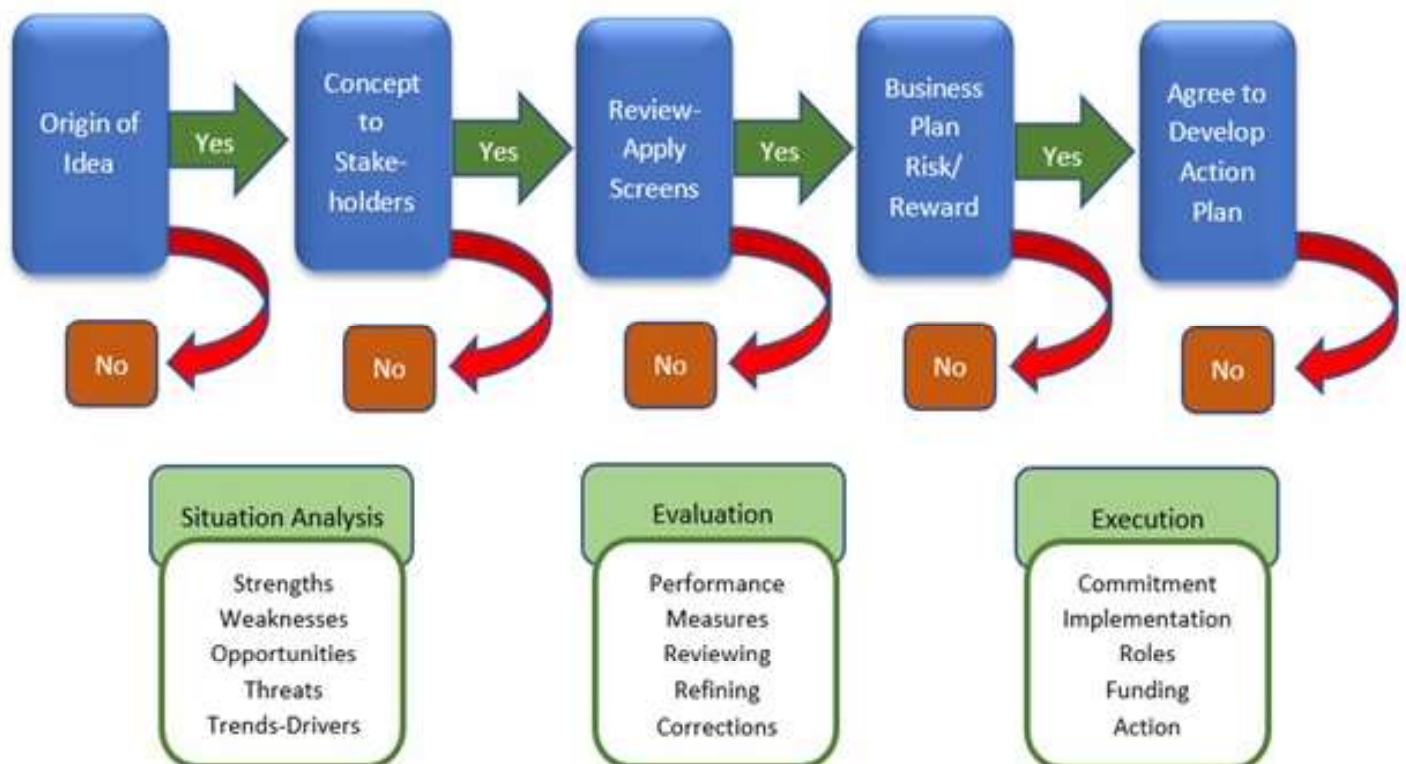 Origin of
Idea
Yes
Concept
to
Stake-
holders
Yes
Review-
Apply
Screens
Yes
Business
Plan
Risk/
Reward
Yes
Agree to
Develop
Action
Plan
No
No
No
No
No
Situation Analysis
Strengths
Weaknesses
Opportunities
Threats
Trends-Drivers
Evaluation
Performance
Measures
Reviewing
Refining
Corrections
Execution
Commitment
Implementation
Roles
Funding
Action